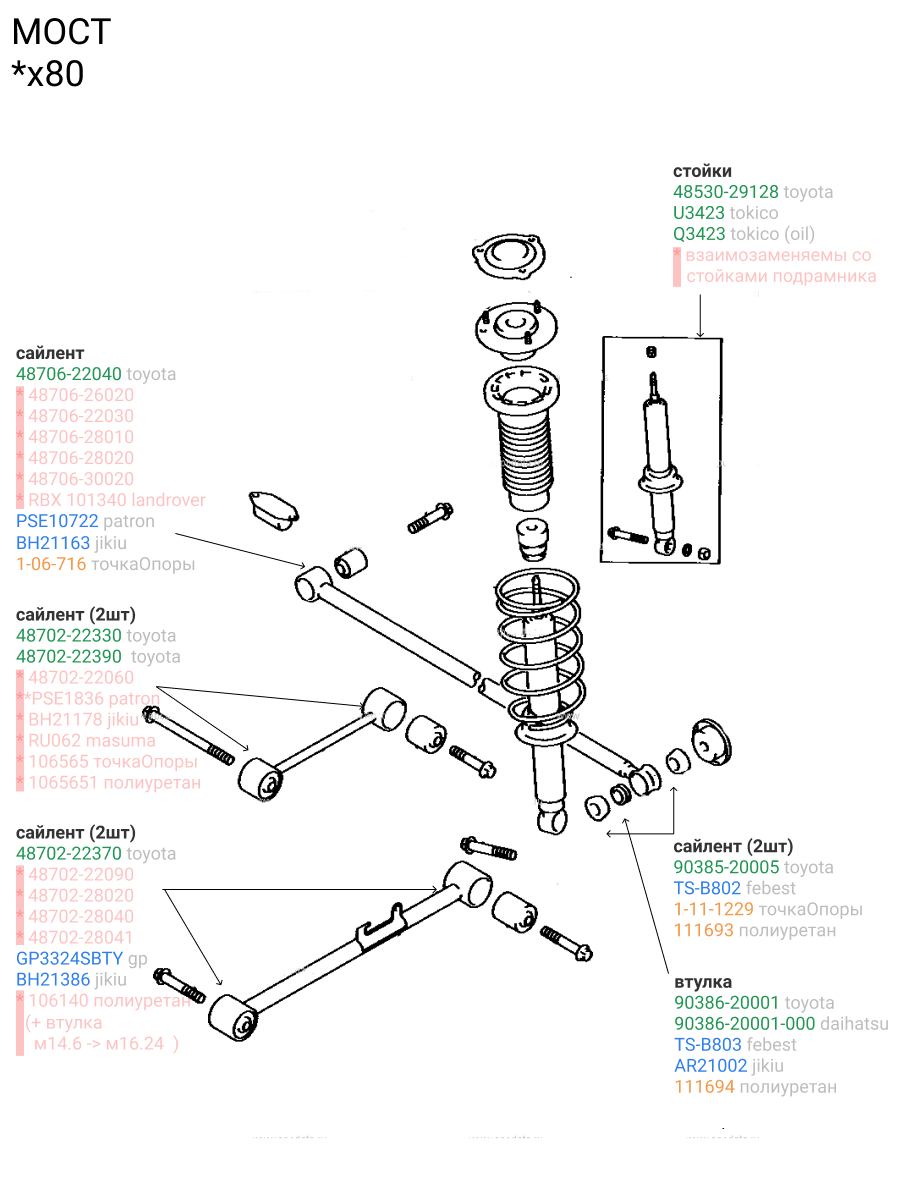 МОСТ
*x80
стойки
48530-29128 toyota
U3423 tokico
Q3423 tokico (oil)
* взаимозаменяемы со
стойками подрамника
сайлент
48706-22040 toyota
* 48706-26020
* 48706-22030
* 48706-28010
* 48706-28020
* 48706-30020
* RBX 101340 landrover
PSE10722 patron
BH21163 jikiu
1-06-716 точкаОпоры
сайлент (2шт)
48702-22330 toyota
48702-22390 toyota
* 48702-22060
**PSE1836 patron
* BH21178 jikiu
* RU062 masuma
* 106565 точкаОпоры
* 1065651 полиуретан
сайлент (2шт)
48702-22370 toyota
* 48702-22090
* 48702-28020
* 48702-28040
* 48702-28041
GP3324SBTY gp
BH21386 jikiu
* 106140 полиуретан
(+ втулка
м14.6 -> м16.24 )
сайлент (2шт)
90385-20005 toyota
TS-B802 febest
1-11-1229 точкаОпоры
111693 полиуретан
втулка
90386-20001 toyota
90386-20001-000 daihatsu
TS-B803 febest
AR21002 jikiu
111694 полиуретан